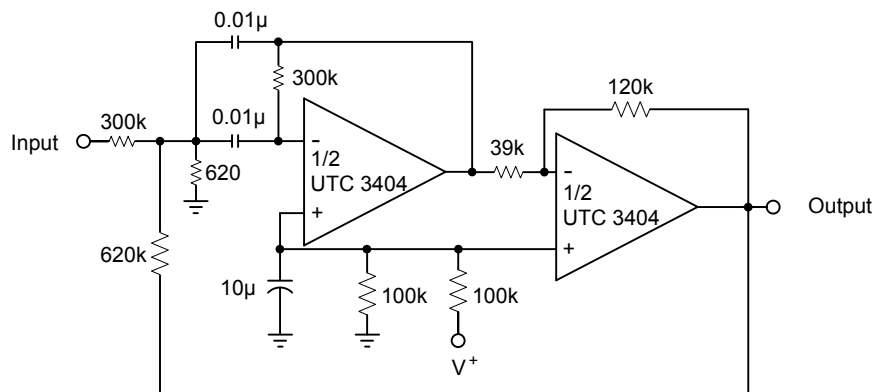 0.01μ
300k
120k
Input
300k
0.01μ
-
1/2
UTC 3404
+
39k
-
1/2
UTC 3404
+
Output
620
620k
10μ
100k
100k
V+